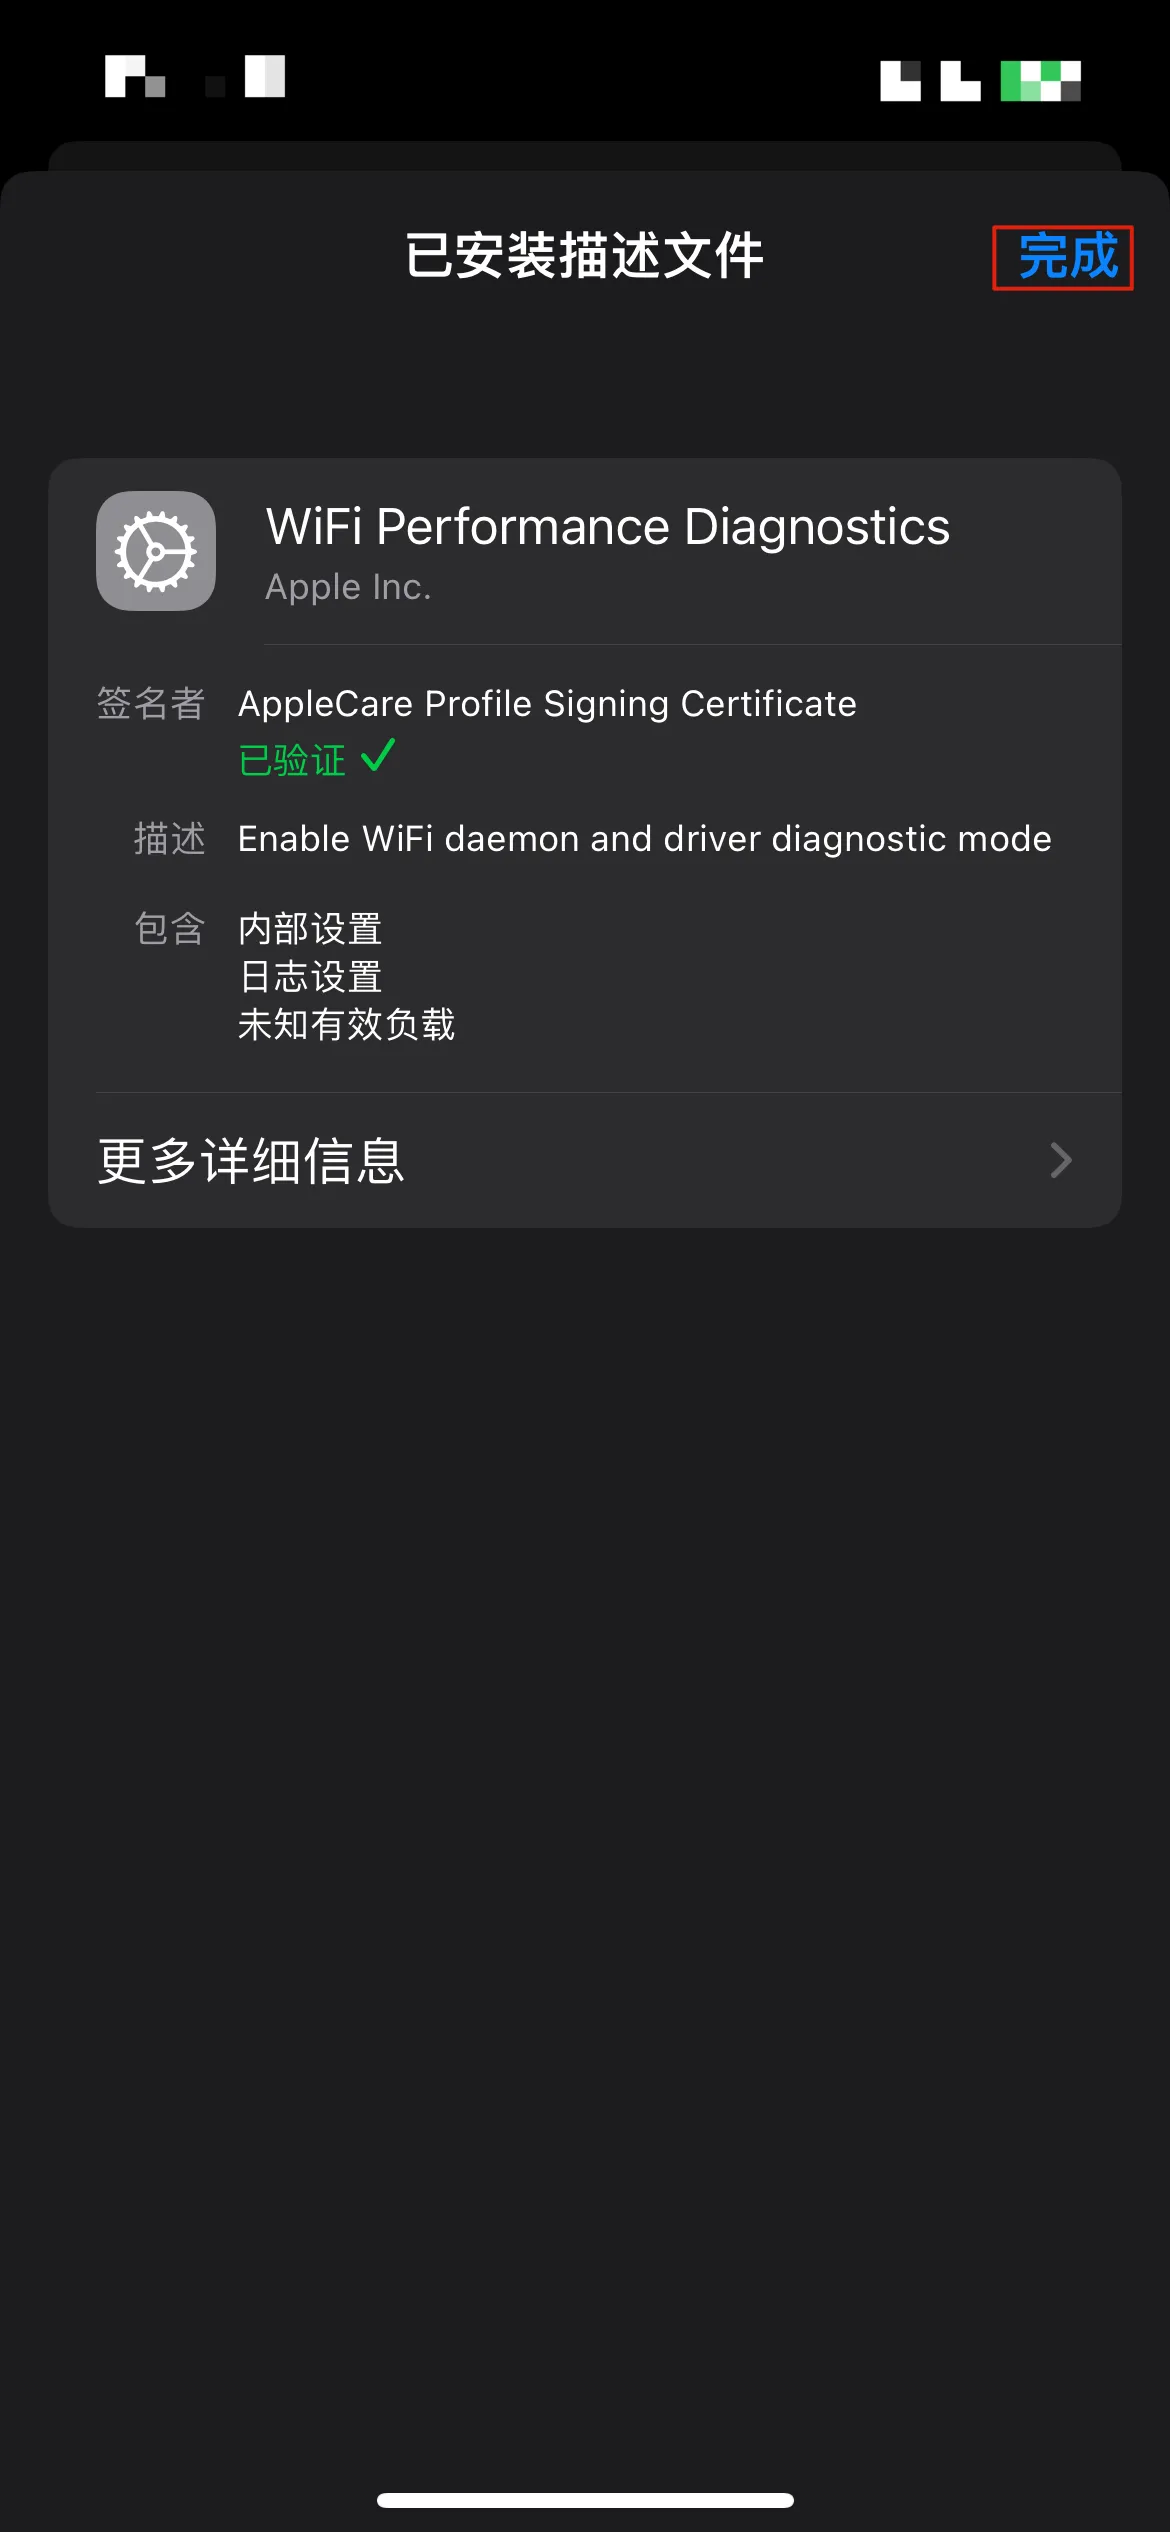 已安装描述文件
完成
WiFi Performance Diagnostics
Apple Inc.
签名者 AppleCare Profile Signing Certificate
已验证 ✓
描述 Enable WiFi daemon and driver diagnostic mode
包含 内部设置
日志设置
未知有效负载
更多详细信息